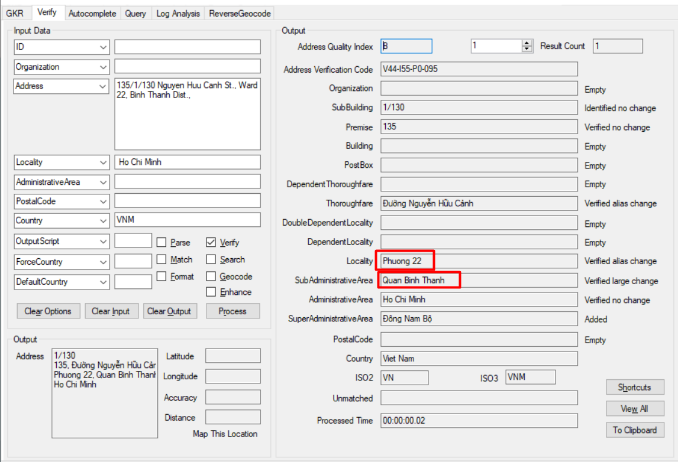 GKR Verify Autocomplete Query Log Analysis ReverseGeocode
Input Data
ID
Organization
Address 135/1/130 Nguyen Huu Canh St., Ward
22, Binh Thanh Dist.,
Locality Ho Chi Minh
AdministrativeArea
PostalCode
Country VNM
OutputScript Parse Verify
ForceCountry Match Search
DefaultCountry Format Geocode
Enhance
Clear Options Clear Input Clear Output Process
Output
Address 1/130
135, Đường Nguyễn Hữu Cảr
Phuong 22, Quan Binh Thanl
Ho Chi Minh
Latitude
Longitude
Accuracy
Distance
Map This Location
Output
Address Quality Index B 1 Result Count 1
Address Verification Code V44-I55-P0-095
Organization Empty
SubBuilding 1/130 Identified no change
Premise 135 Verified no change
Building Empty
PostBox Empty
DependentThoroughfare Empty
Thoroughfare Đường Nguyễn Hữu Cảnh Verified alias change
DoubleDependentLocality Empty
DependentLocality Empty
Locality Phuong 22 Verified alias change
SubAdministrativeArea Quan Binh Thanh Verified large change
AdministrativeArea Ho Chi Minh Verified no change
SuperAdministrativeArea Đông Nam Bộ Added
PostalCode Empty
Country Viet Nam
ISO2 VN ISO3 VNM
Unmatched
Processed Time 00:00:00.02
Shortcuts
View All
To Clipboard